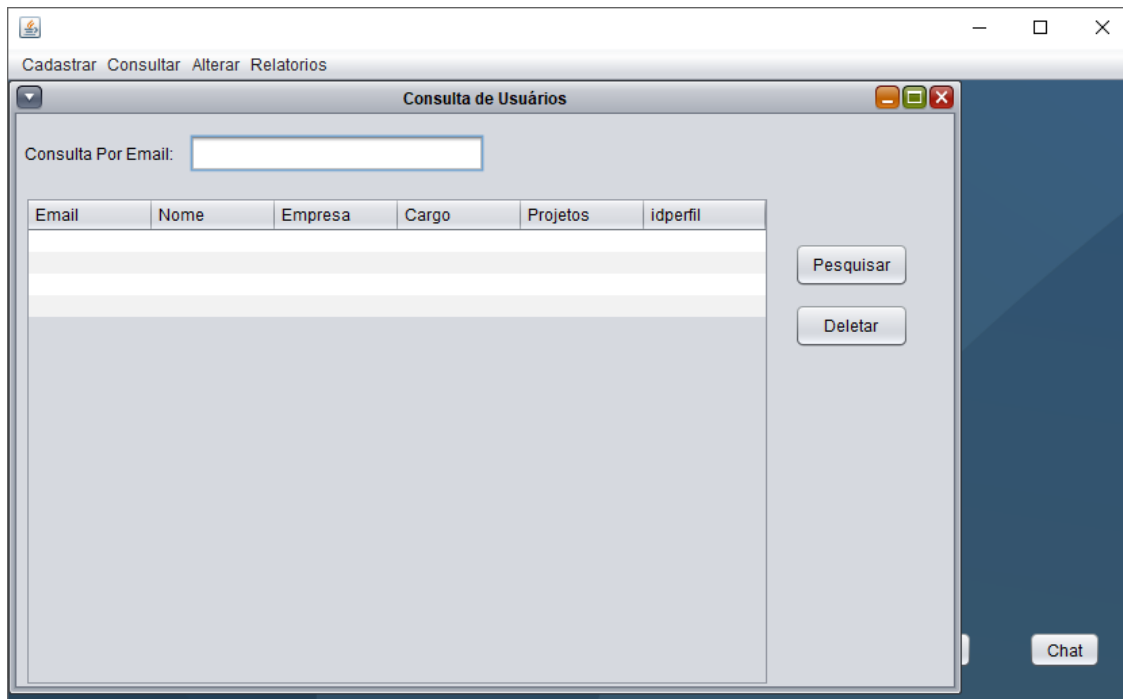 Cadastrar Consultar Alterar Relatorios
Consulta de Usuários
Consulta Por Email:
Email Nome Empresa Cargo Projetos idperfil
Pesquisar
Deletar
Chat